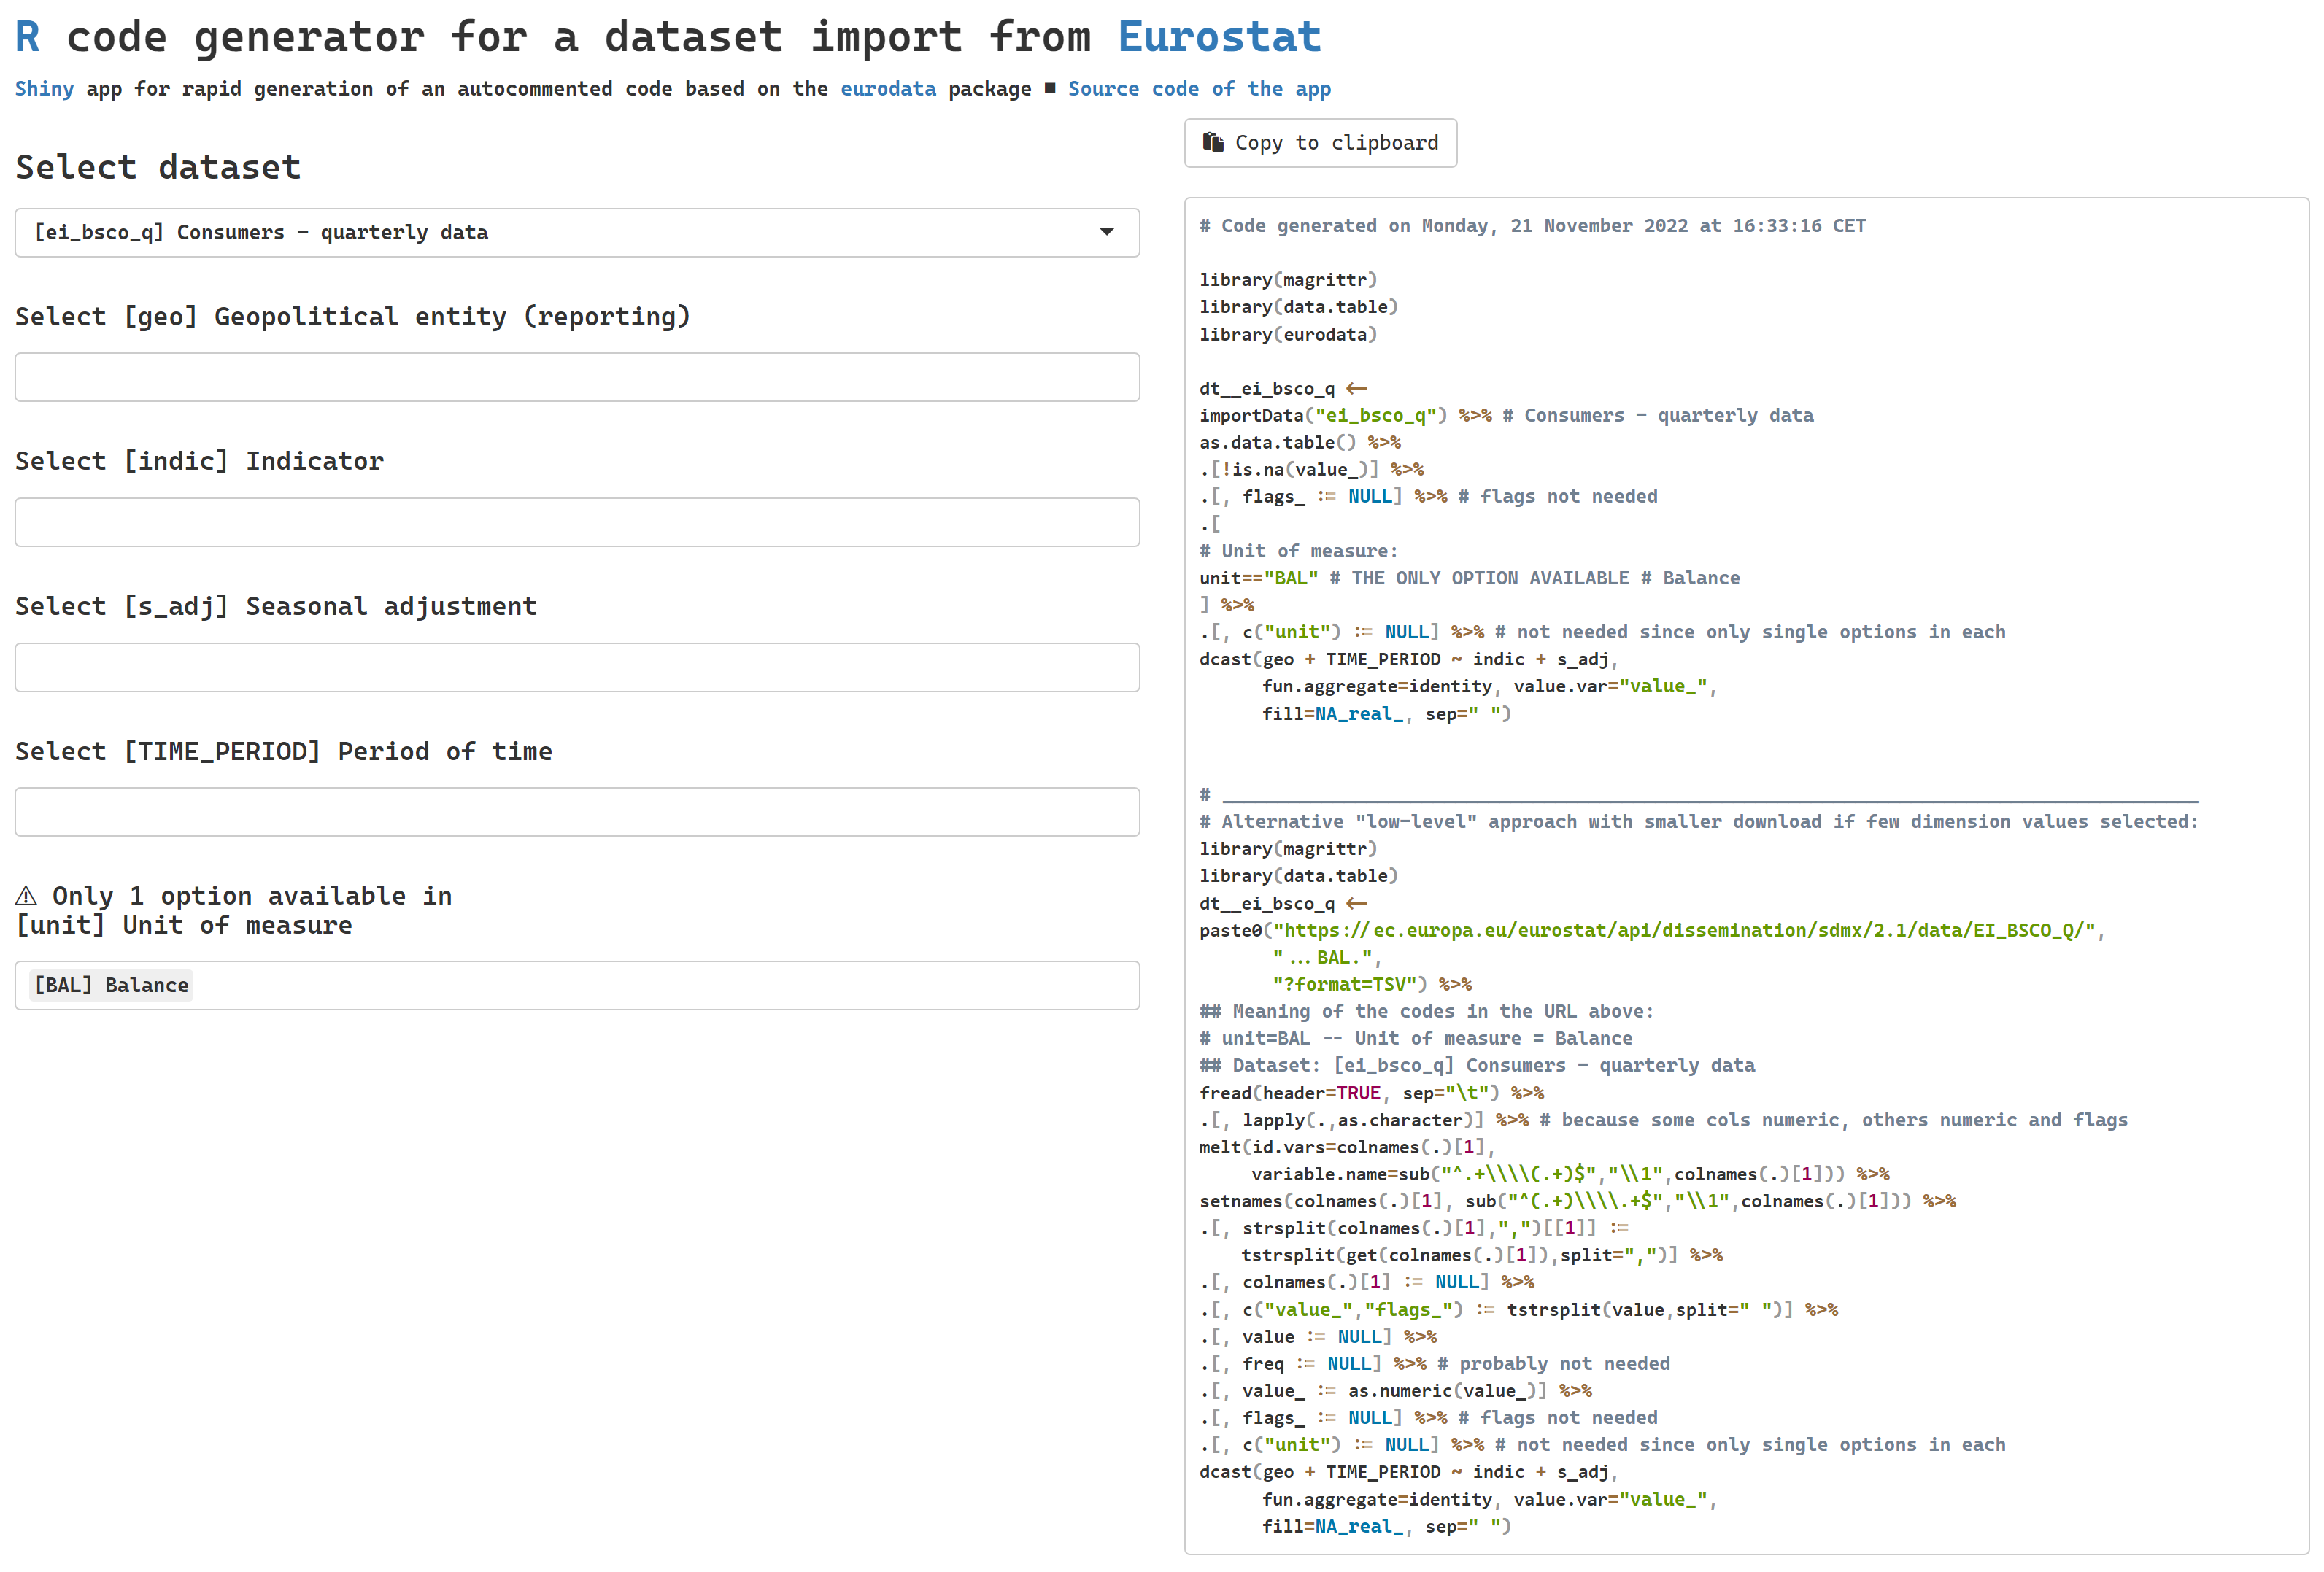 R code generator for a dataset import from Eurostat
Shiny app for rapid generation of an autocommented code based on the eurodata package ■ Source code of the app
Select dataset
[ei_bsco_q] Consumers - quarterly data
Select [geo] Geopolitical entity (reporting)
Select [indic] Indicator
Select [s_adj] Seasonal adjustment
Select [TIME_PERIOD] Period of time
⚠ Only 1 option available in
[unit] Unit of measure
[BAL] Balance
Copy to clipboard
# Code generated on Monday, 21 November 2022 at 16:33:16 CET
library(magrittr)
library(data.table)
library(eurodata)
dt__ei_bsco_q <-
importData("ei_bsco_q") %>% # Consumers - quarterly data
as.data.table() %>%
.[!is.na(value_)] %>%
.[, flags_ := NULL] %>% # flags not needed
.[
# Unit of measure:
unit=="BAL" # THE ONLY OPTION AVAILABLE # Balance
] %>%
.[, c("unit") := NULL] %>% # not needed since only single options in each
dcast(geo + TIME_PERIOD ~ indic + s_adj,
      fun.aggregate=identity, value.var="value_",
      fill=NA_real_, sep=" ")
# ________________________________________________________________________________
# Alternative "low-level" approach with smaller download if few dimension values selected:
library(magrittr)
library(data.table)
dt__ei_bsco_q <-
paste0("https://ec.europa.eu/eurostat/api/dissemination/sdmx/2.1/data/EI_BSCO_Q/",
       "...BAL.",
       "?format=TSV") %>%
## Meaning of the codes in the URL above:
# unit=BAL -- Unit of measure = Balance
## Dataset: [ei_bsco_q] Consumers - quarterly data
fread(header=TRUE, sep="\t") %>%
.[, lapply(.,as.character)] %>% # because some cols numeric, others numeric and flags
melt(id.vars=colnames(.)[1],
     variable.name=sub("^.+\\\\(.+)$","\\1",colnames(.)[1])) %>%
setnames(colnames(.)[1], sub("^(.+)\\\\.+$","\\1",colnames(.)[1])) %>%
.[, strsplit(colnames(.)[1],",")[[1]] :=
    tstrsplit(get(colnames(.)[1]),split=",")] %>%
.[, colnames(.)[1] := NULL] %>%
.[, c("value_","flags_") := tstrsplit(value,split=" ")] %>%
.[, value := NULL] %>%
.[, freq := NULL] %>% # probably not needed
.[, value_ := as.numeric(value_)] %>%
.[, flags_ := NULL] %>% # flags not needed
.[, c("unit") := NULL] %>% # not needed since only single options in each
dcast(geo + TIME_PERIOD ~ indic + s_adj,
      fun.aggregate=identity, value.var="value_",
      fill=NA_real_, sep=" ")